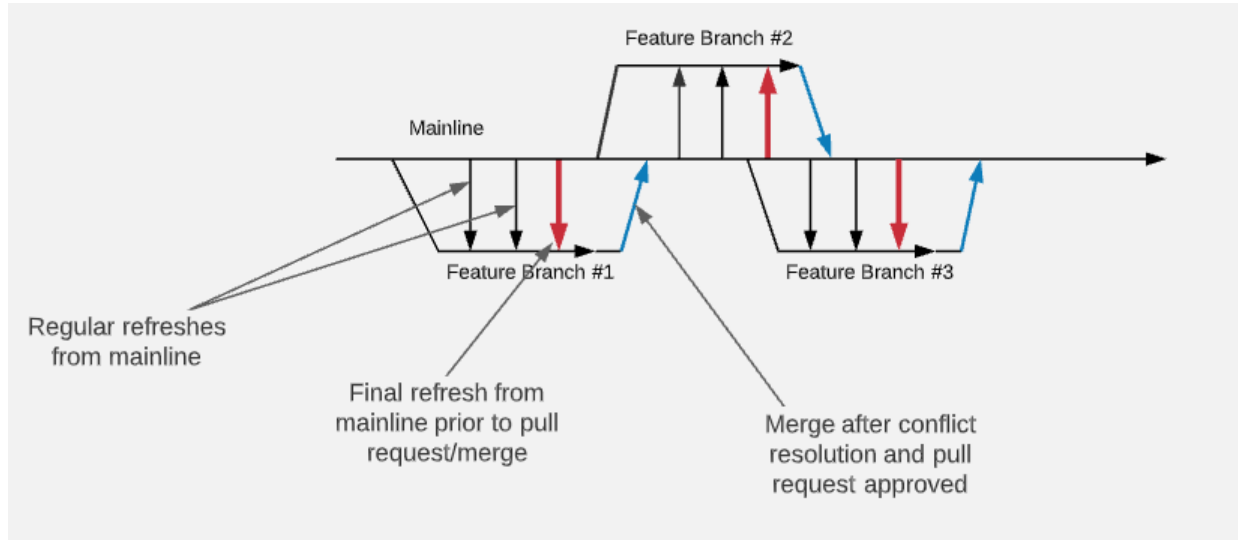 Feature Branch #2
Mainline
Feature Branch #1
Feature Branch #3
Regular refreshes
from mainline
Final refresh from
mainline prior to pull
request/merge
Merge after conflict
resolution and pull
request approved